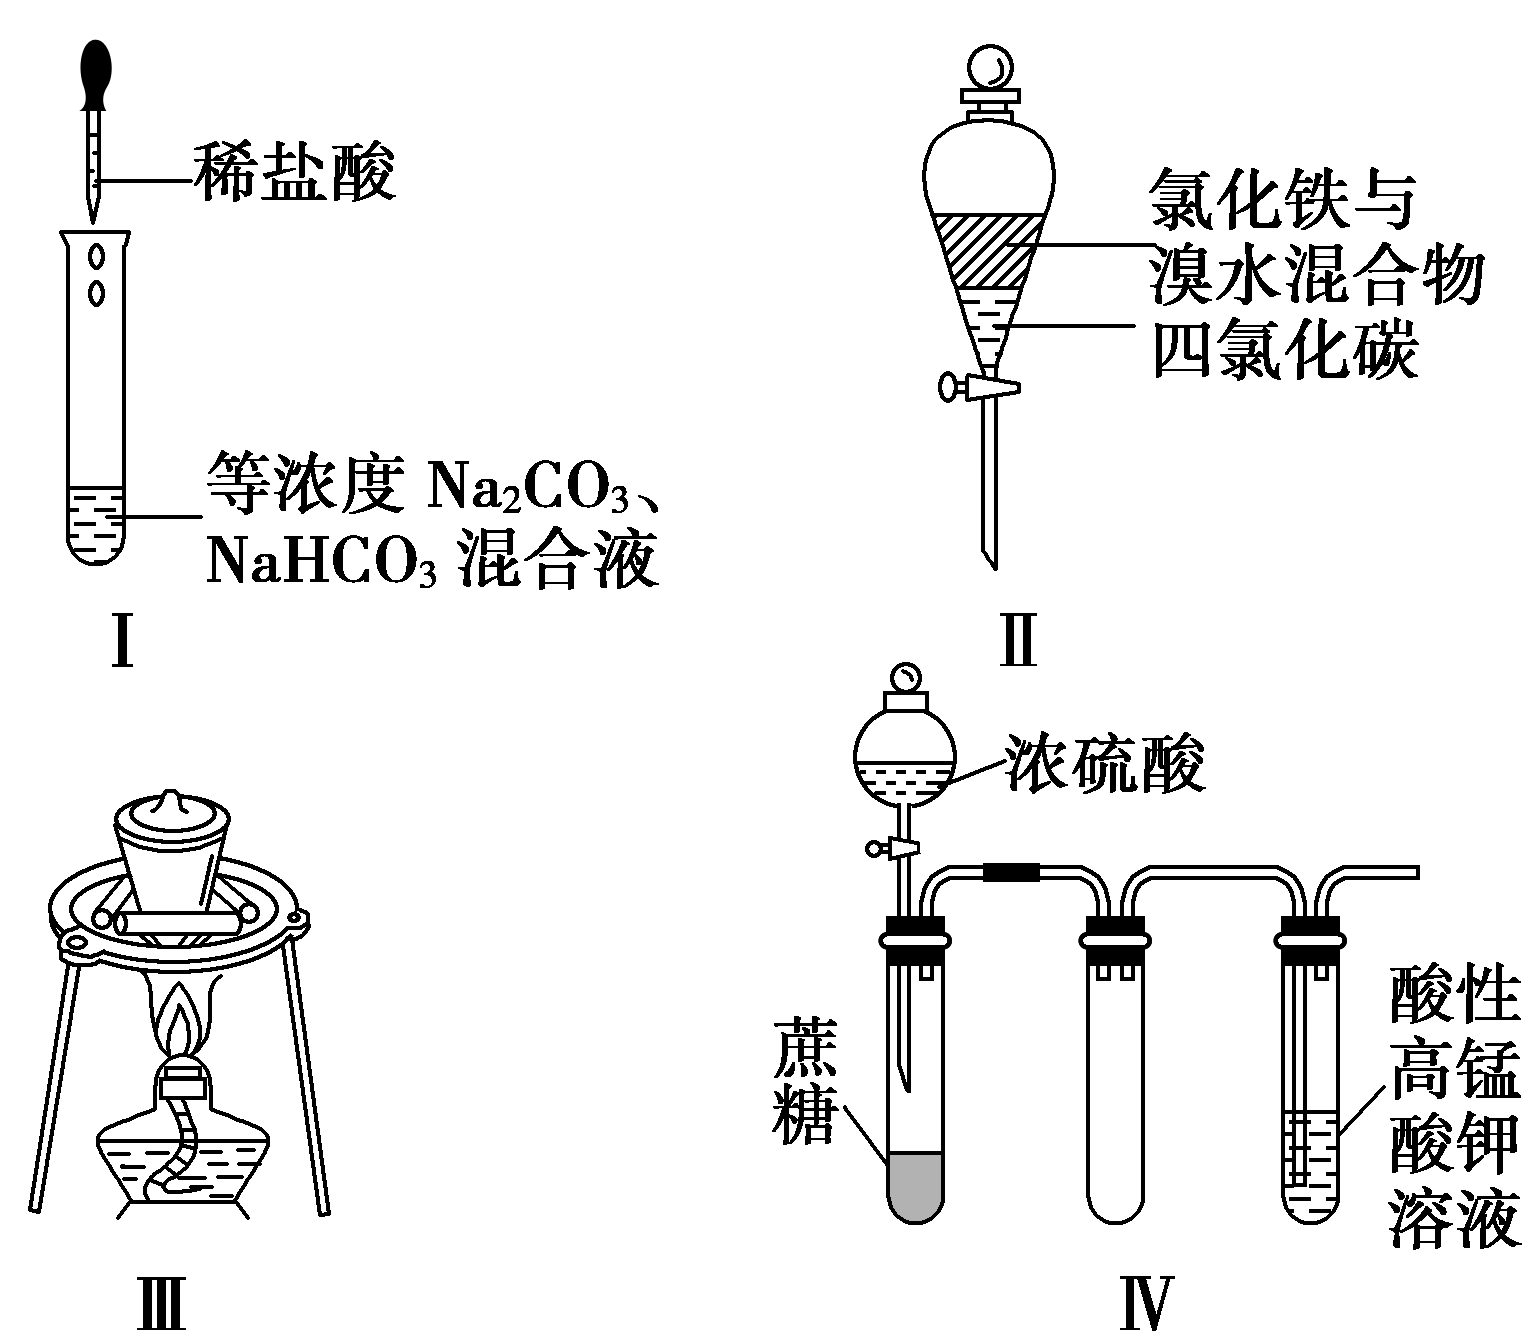 稀盐酸
等浓度 Na₂CO₃、
NaHCO₃ 混合液
Ⅰ
氯化铁与
溴水混合物
四氯化碳
Ⅱ
Ⅲ
浓硫酸
蔗
糖
酸性
高锰
酸钾
溶液
Ⅳ